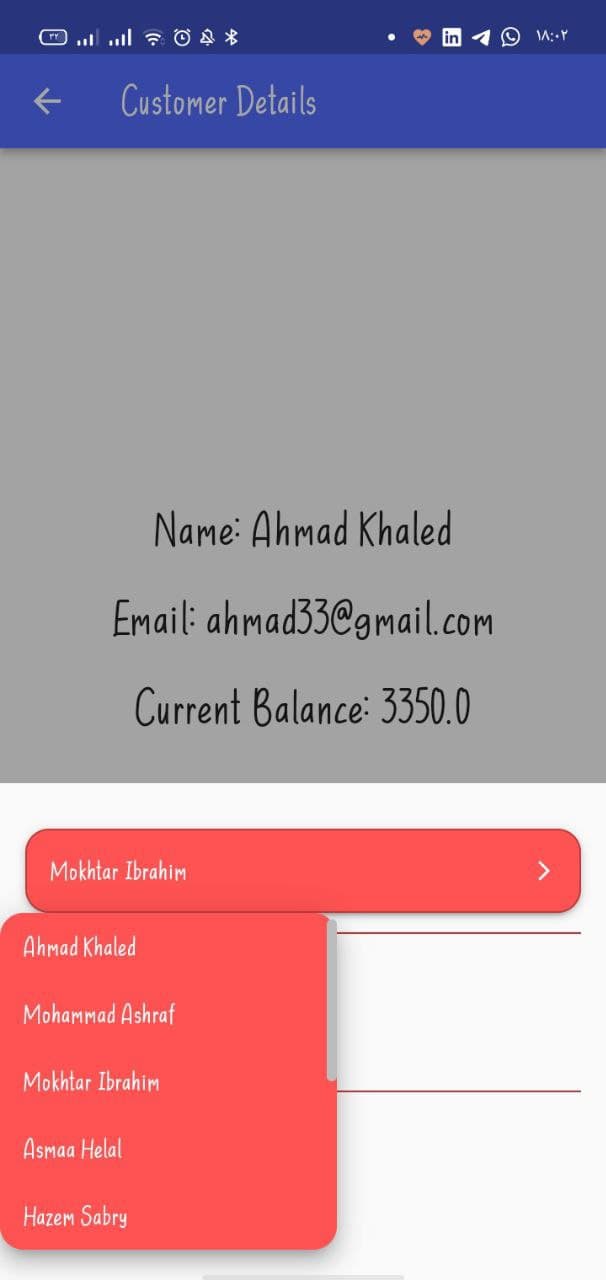 ٣٢
١٨:٠٢
Customer Details
Name: Ahmad Khaled
Email: ahmad33@gmail.com
Current Balance: 3350.0
Mokhtar Ibrahim
Ahmad Khaled
Mohammad Ashraf
Mokhtar Ibrahim
Asmaa Helal
Hazem Sabry